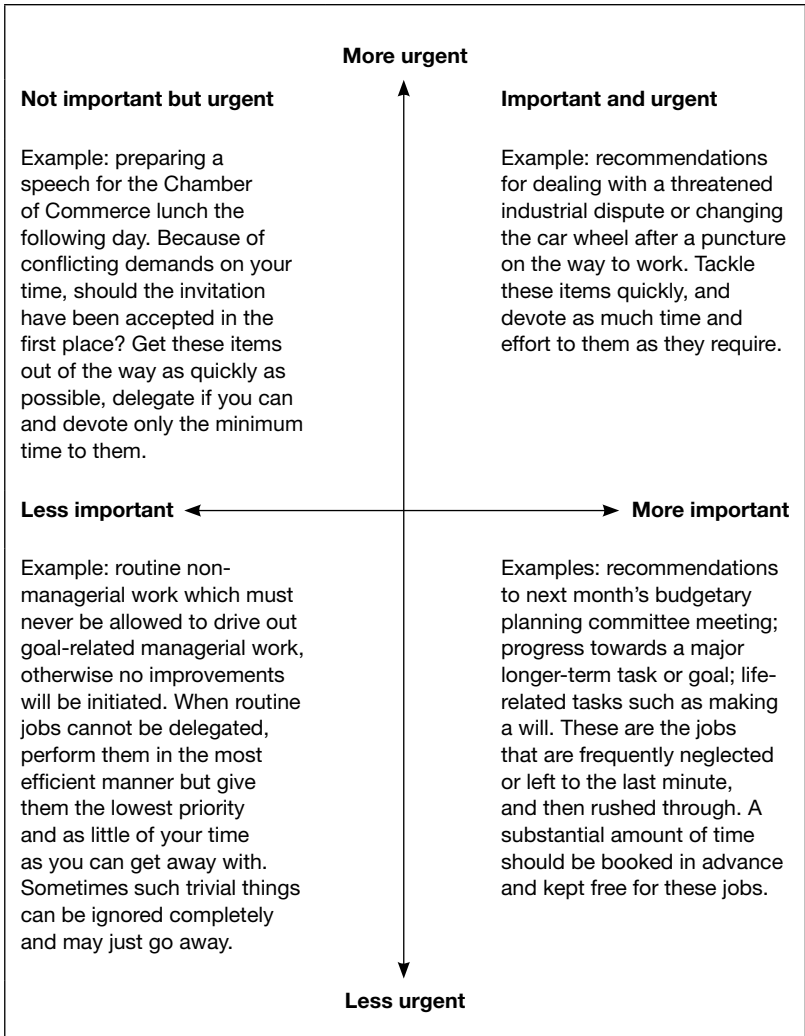 More urgent
Not important but urgent
Example: preparing a
speech for the Chamber
of Commerce lunch the
following day. Because of
conflicting demands on your
time, should the invitation
have been accepted in the
first place? Get these items
out of the way as quickly as
possible, delegate if you can
and devote only the minimum
time to them.
Important and urgent
Example: recommendations
for dealing with a threatened
industrial dispute or changing
the car wheel after a puncture
on the way to work. Tackle
these items quickly, and
devote as much time and
effort to them as they require.
Less important
More important
Example: routine non-
managerial work which must
never be allowed to drive out
goal-related managerial work,
otherwise no improvements
will be initiated. When routine
jobs cannot be delegated,
perform them in the most
efficient manner but give
them the lowest priority
and as little of your time
as you can get away with.
Sometimes such trivial things
can be ignored completely
and may just go away.
Examples: recommendations
to next month’s budgetary
planning committee meeting;
progress towards a major
longer-term task or goal; life-
related tasks such as making
a will. These are the jobs
that are frequently neglected
or left to the last minute,
and then rushed through. A
substantial amount of time
should be booked in advance
and kept free for these jobs.
Less urgent